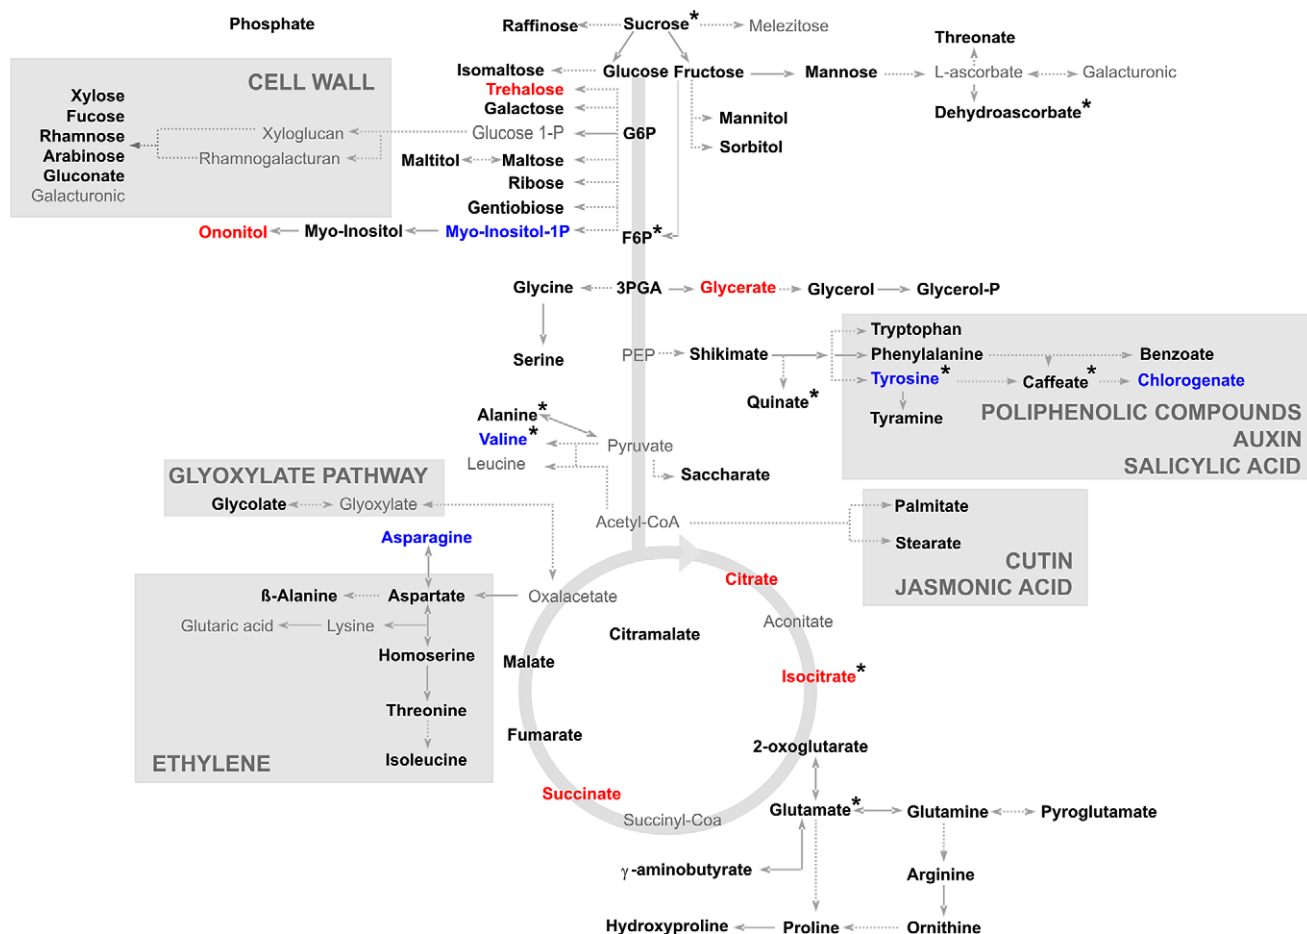 Phosphate
Raffinose Sucrose* Melezitose
Threonate
Isomaltose Glucose Fructose Mannose L-ascorbate Galacturonic
CELL WALL
Trehalose
Galactose
Dehydroascorbate*
Xylose
Fucose
Rhamnose
Arabinose
Gluconate
Galacturonic
Xyloglucan
Rhamnogalacturan
Glucose 1-P G6P
Mannitol
Sorbitol
Maltitol Maltose
Ribose
Gentiobiose
Ononitol Myo-Inositol Myo-Inositol-1P F6P*
Glycine 3PGA Glycerate Glycerol Glycerol-P
Serine
PEP Shikimate
Quinate*
Tryptophan
Phenylalanine Benzoate
Tyrosine* Caffeate* Chlorogenate
Tyramine
POLIPHENOLIC COMPOUNDS
AUXIN
SALICYLIC ACID
Alanine*
Valine* Pyruvate
Leucine
Saccharate
GLYOXYLATE PATHWAY
Glycolate Glyoxylate
Acetyl-CoA
Palmitate
Stearate
CUTIN
JASMONIC ACID
Asparagine
ß-Alanine Aspartate Oxalacetate
Glutaric acid Lysine
Homoserine
Threonine
Isoleucine
ETHYLENE
Citrate
Aconitate
Citramalate
Malate
Isocitrate*
Fumarate
2-oxoglutarate
Succinate
Succinyl-Coa
Glutamate* Glutamine Pyroglutamate
γ-aminobutyrate
Arginine
Hydroxyproline Proline Ornithine